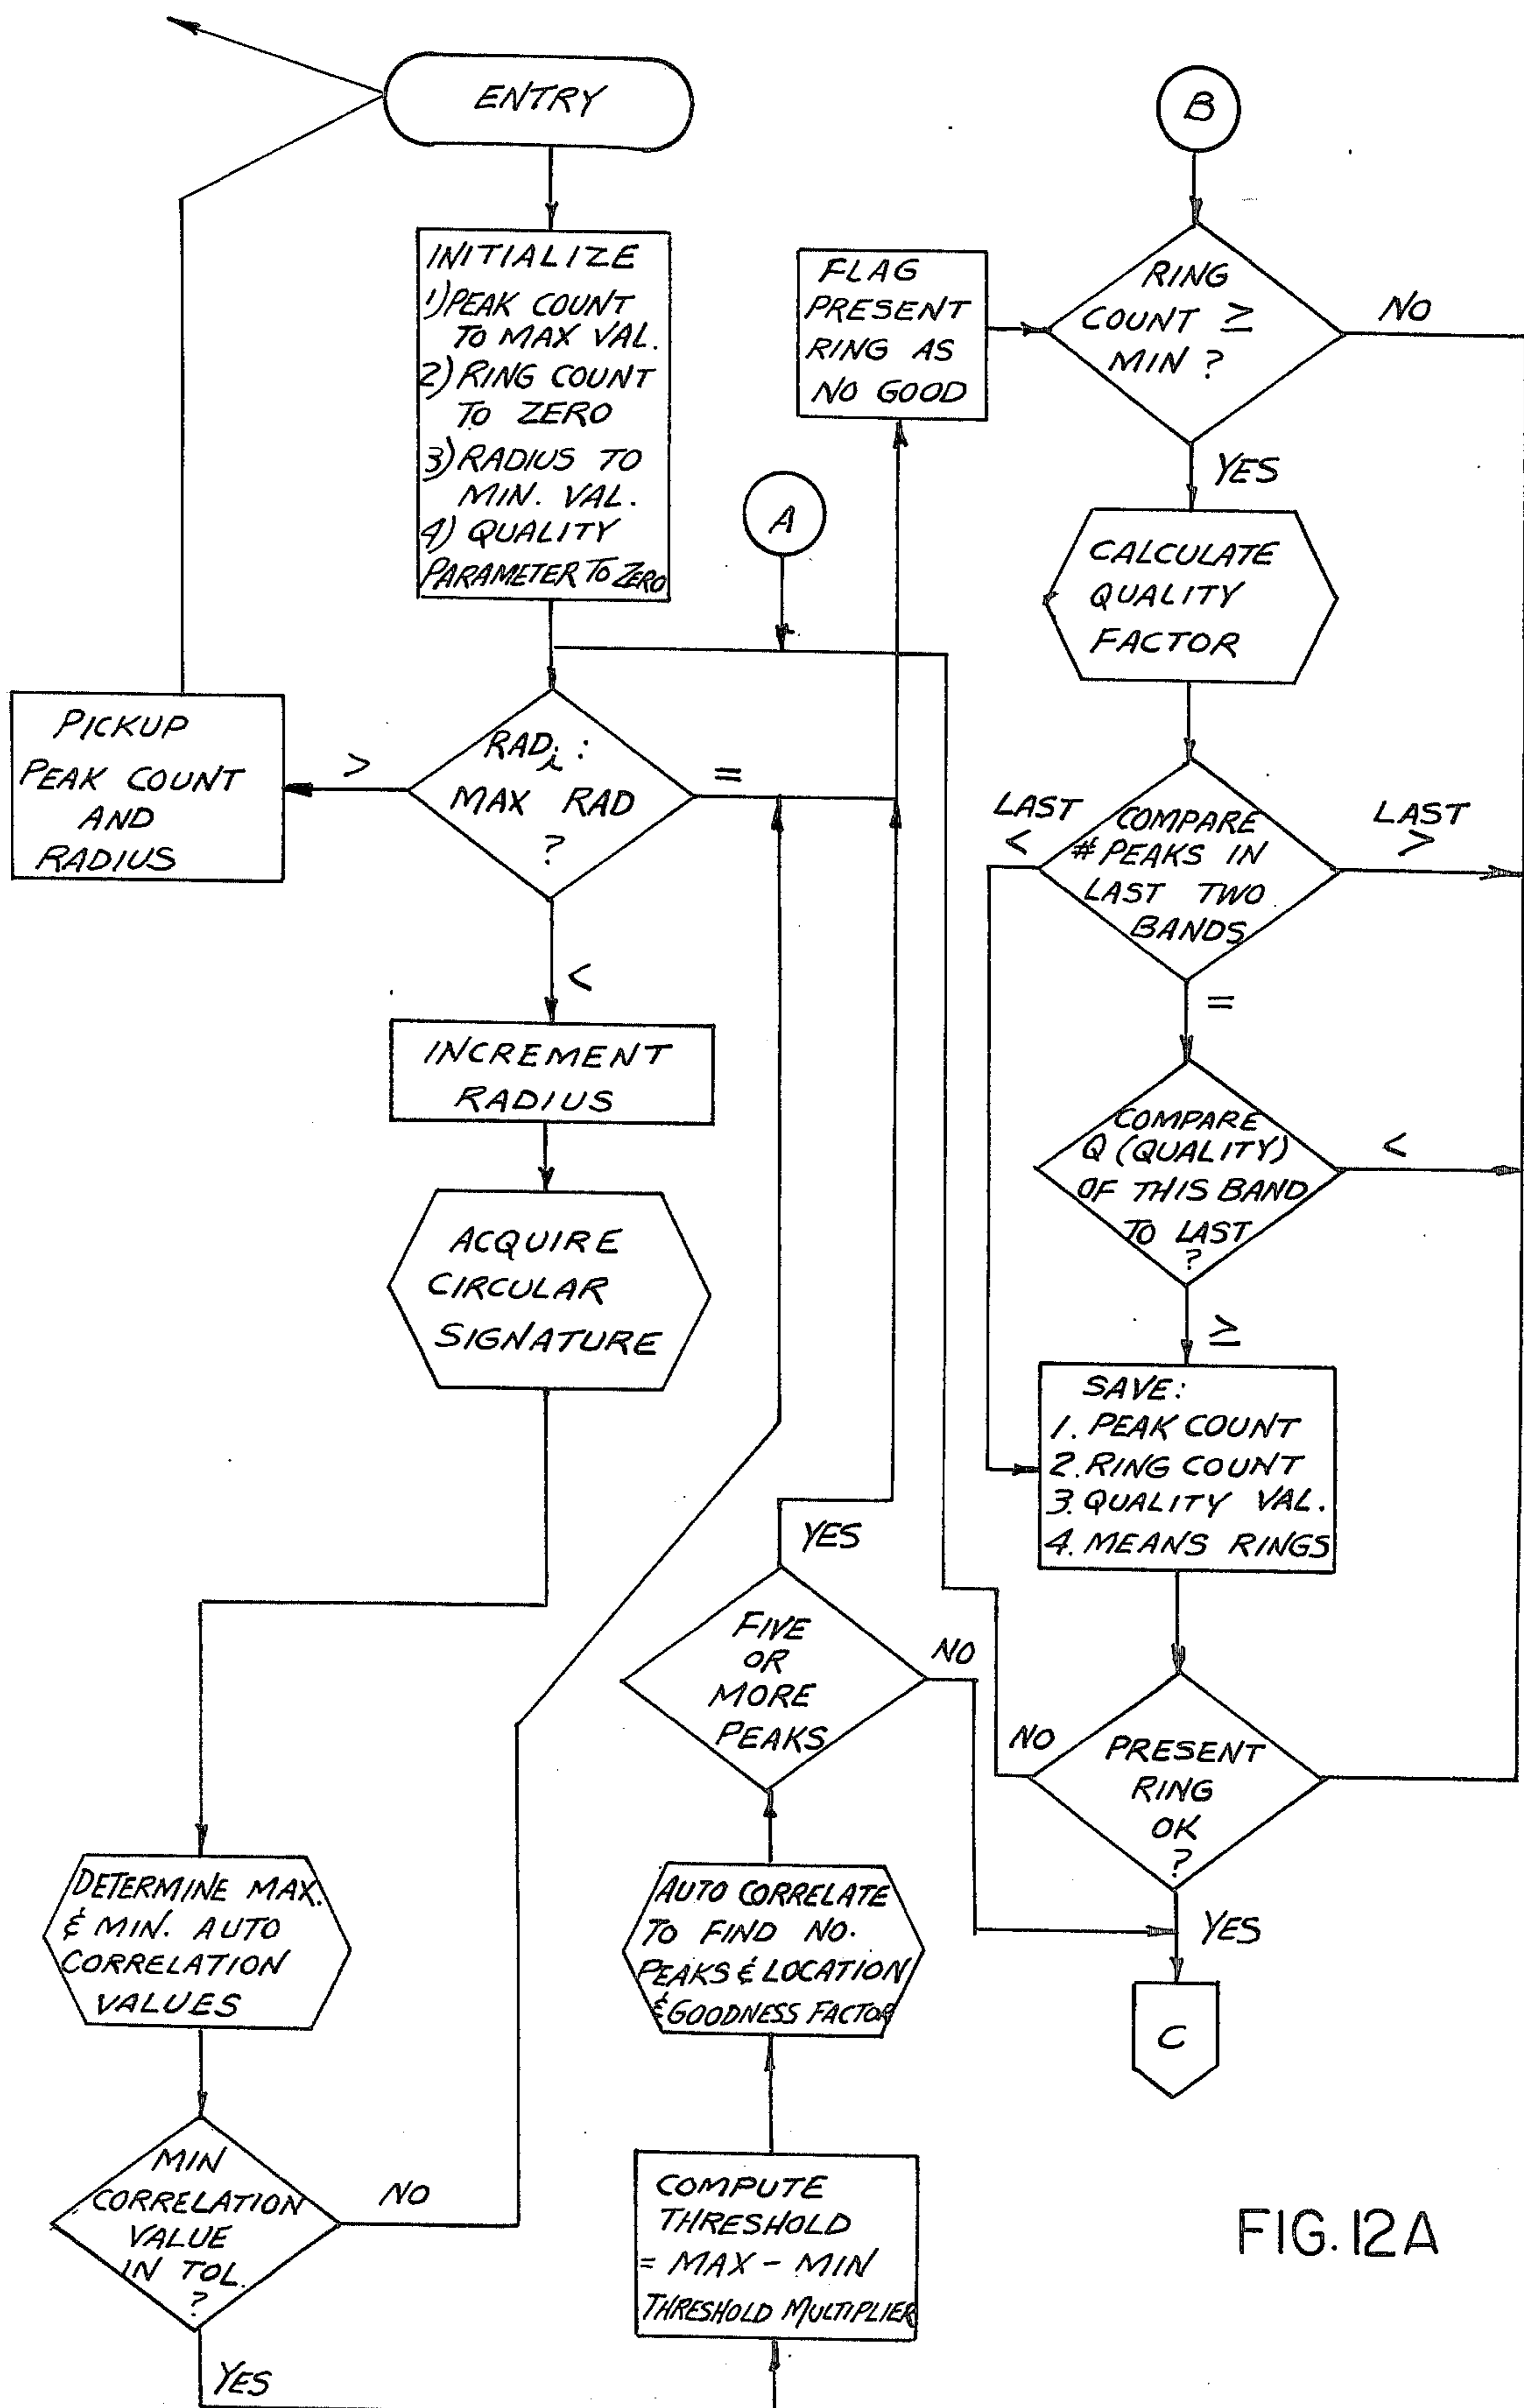 ENTRY
INITIALIZE
1) PEAK COUNT
TO MAX VAL.
2) RING COUNT
TO ZERO
3) RADIUS TO
MIN. VAL.
4) QUALITY
PARAMETER TO ZERO
A
PICKUP
PEAK COUNT
AND
RADIUS
>
RADi :
MAX RAD
?
=
<
INCREMENT
RADIUS
ACQUIRE
CIRCULAR
SIGNATURE
DETERMINE MAX.
& MIN. AUTO
CORRELATION
VALUES
MIN
CORRELATION
VALUE
IN TOL.
?
NO
YES
COMPUTE
THRESHOLD
= MAX - MIN
THRESHOLD MULTIPLIER
AUTO CORRELATE
TO FIND NO.
PEAKS & LOCATION
& GOODNESS FACTOR
FIVE
OR
MORE
PEAKS
YES
NO
FLAG
PRESENT
RING AS
NO GOOD
B
RING
COUNT ≥
MIN ?
NO
YES
CALCULATE
QUALITY
FACTOR
COMPARE
# PEAKS IN
LAST TWO
BANDS
LAST
<
LAST
>
=
COMPARE
Q (QUALITY)
OF THIS BAND
TO LAST
?
<
≥
SAVE:
1. PEAK COUNT
2. RING COUNT
3. QUALITY VAL.
4. MEANS RINGS
PRESENT
RING
OK
?
NO
YES
C
FIG. 12A